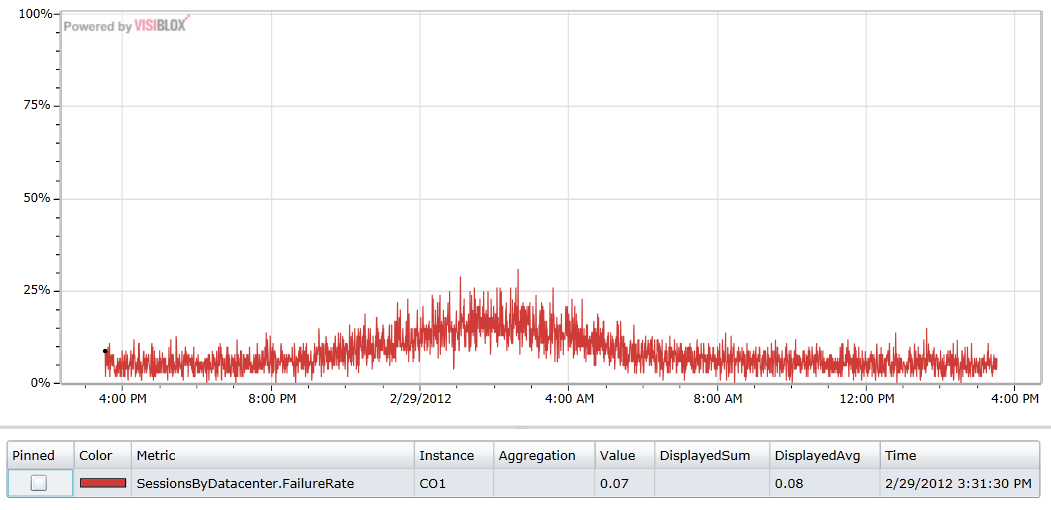 100%
Powered by VISIBLOX
75%
50%
25%
0%
4:00 PM 8:00 PM 2/29/2012 4:00 AM 8:00 AM 12:00 PM 4:00 PM
Pinned Color Metric Instance Aggregation Value DisplayedSum DisplayedAvg Time
SessionsByDatacenter.FailureRate CO1 0.07 0.08 2/29/2012 3:31:30 PM